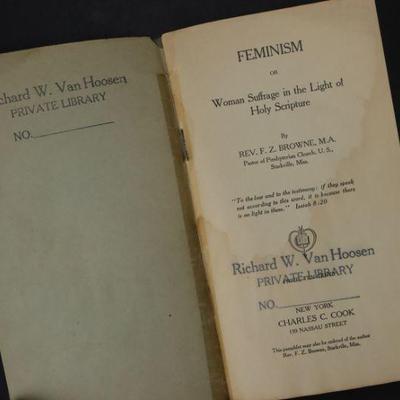 Richard W. Van Hoosen
PRIVATE LIBRARY
NO.
FEMINISM
OR
Woman Suffrage in the Light of
Holy Scripture
By
REV. F. Z. BROWNE, M.A.
Pastor of Presbyterian Church, U. S.,
Starkville, Miss.
"To the law and to the testimony: if they speak
not according to this word, it is because there
is no light in them." Isaiah 8:20
Richard W. Van Hoosen
PRIVATE LIBRARY
NO.
NEW YORK
CHARLES C. COOK
150 NASSAU STREET
This pamphlet may also be ordered of the author
Rev. F. Z. Browne, Starkville, Miss.